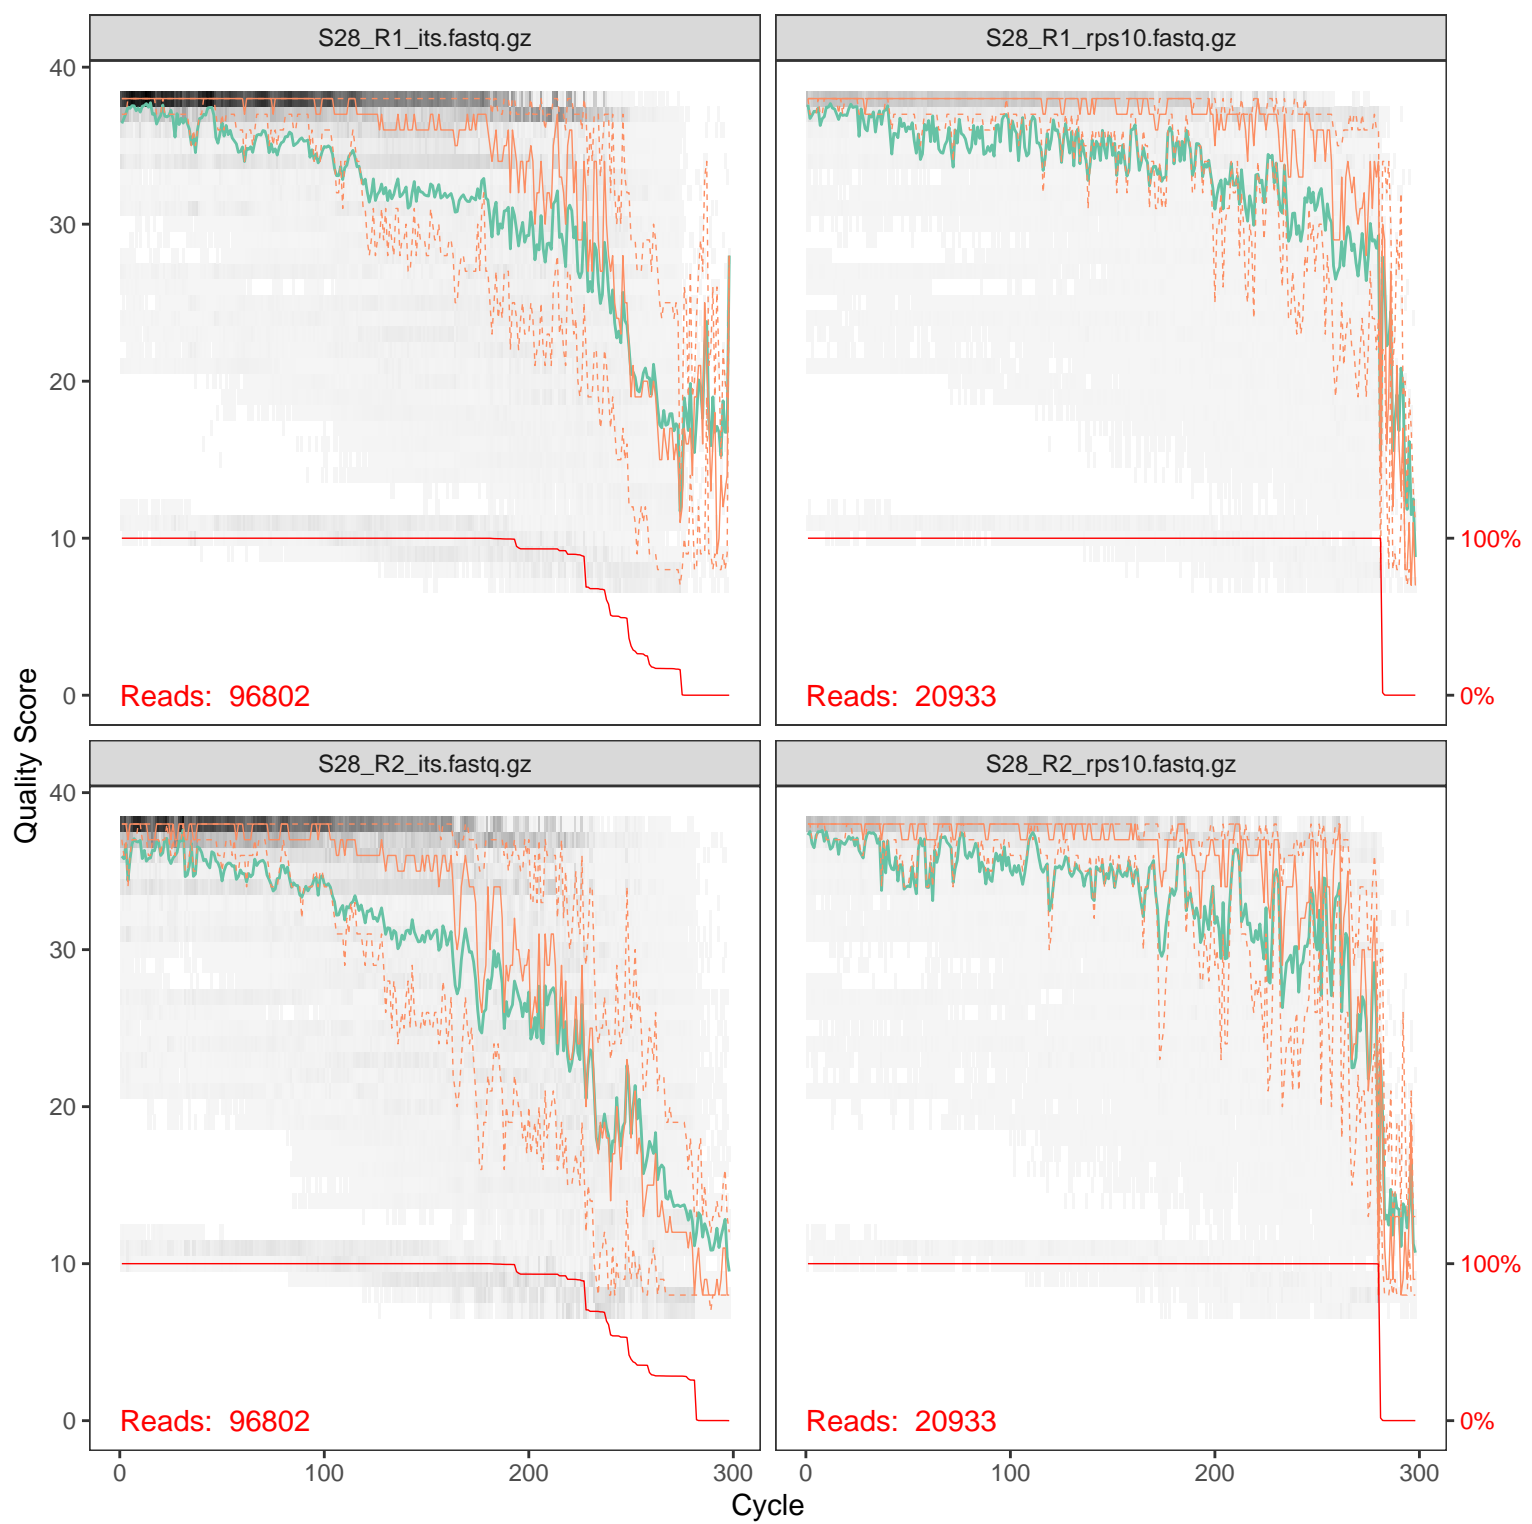 S28_R1_its.fastq.gz
S28_R1_rps10.fastq.gz
40
30
20
10
0
100%
0%
Reads: 96802
Reads: 20933
Quality Score
S28_R2_its.fastq.gz
S28_R2_rps10.fastq.gz
40
30
20
10
0
100%
0%
Reads: 96802
Reads: 20933
0 100 200 300
0 100 200 300
Cycle